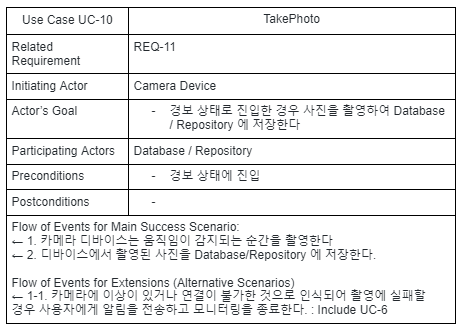 Use Case UC-10 TakePhoto
Related REQ-11
Requirement
Initiating Actor Camera Device
Actor's Goal - 경보 상태로 진입한 경우 사진을 촬영하여 Database
/ Repository 에 저장한다
Participating Actors Database / Repository
Preconditions - 경보 상태에 진입
Postconditions -
Flow of Events for Main Success Scenario:
← 1. 카메라 디바이스는 움직임이 감지되는 순간을 촬영한다
← 2. 디바이스에서 촬영된 사진을 Database/Repository 에 저장한다.
Flow of Events for Extensions (Alternative Scenarios)
← 1-1. 카메라에 이상이 있거나 연결이 불가한 것으로 인식되어 촬영에 실패할
경우 사용자에게 알림을 전송하고 모니터링을 종료한다. : Include UC-6